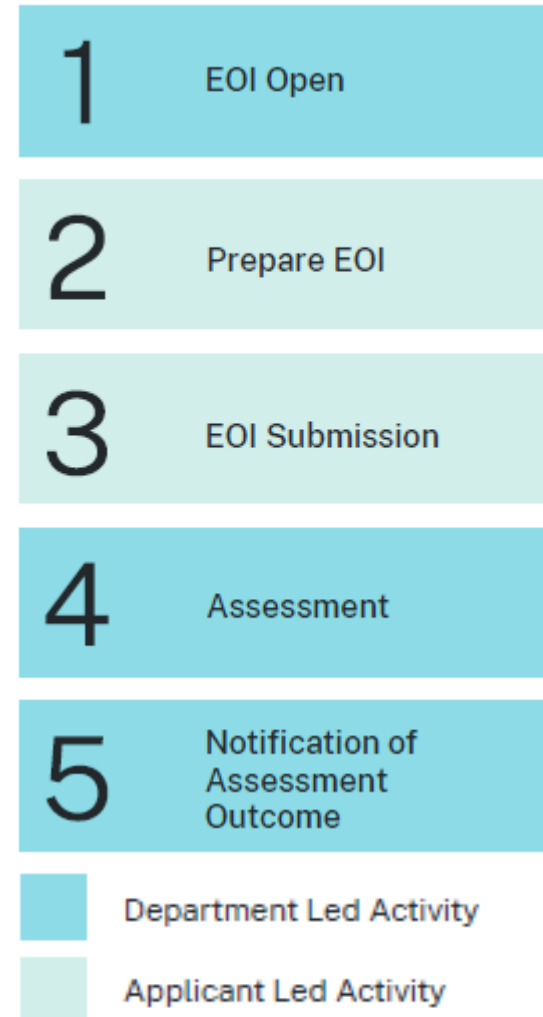 1 EOI Open
2 Prepare EOI
3 EOI Submission
4 Assessment
5 Notification of
Assessment
Outcome
Department Led Activity
Applicant Led Activity